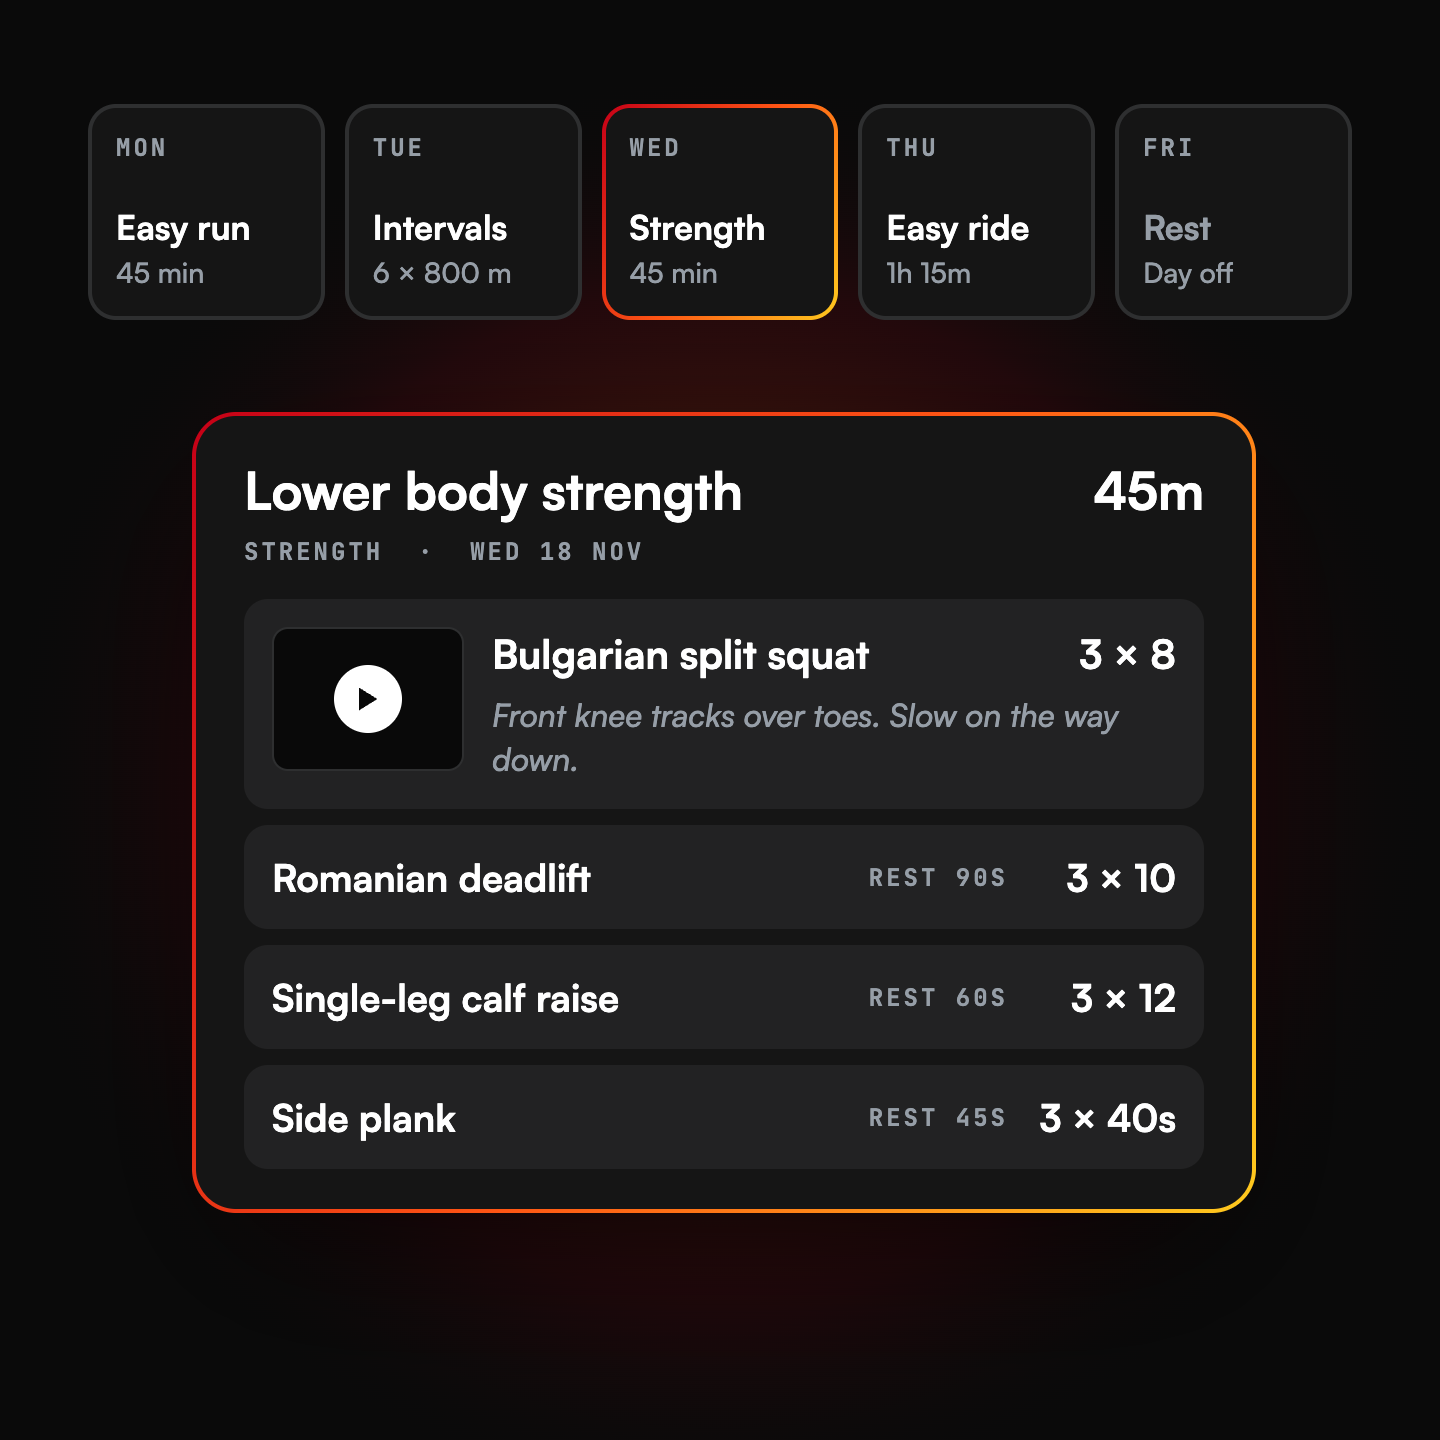 MON
Easy run
45 min
TUE
Intervals
6 × 800 m
WED
Strength
45 min
THU
Easy ride
1h 15m
FRI
Rest
Day off
Lower body strength 45m
STRENGTH · WED 18 NOV
Bulgarian split squat 3 × 8
Front knee tracks over toes. Slow on the way
down.
Romanian deadlift REST 90S 3 × 10
Single-leg calf raise REST 60S 3 × 12
Side plank REST 45S 3 × 40s